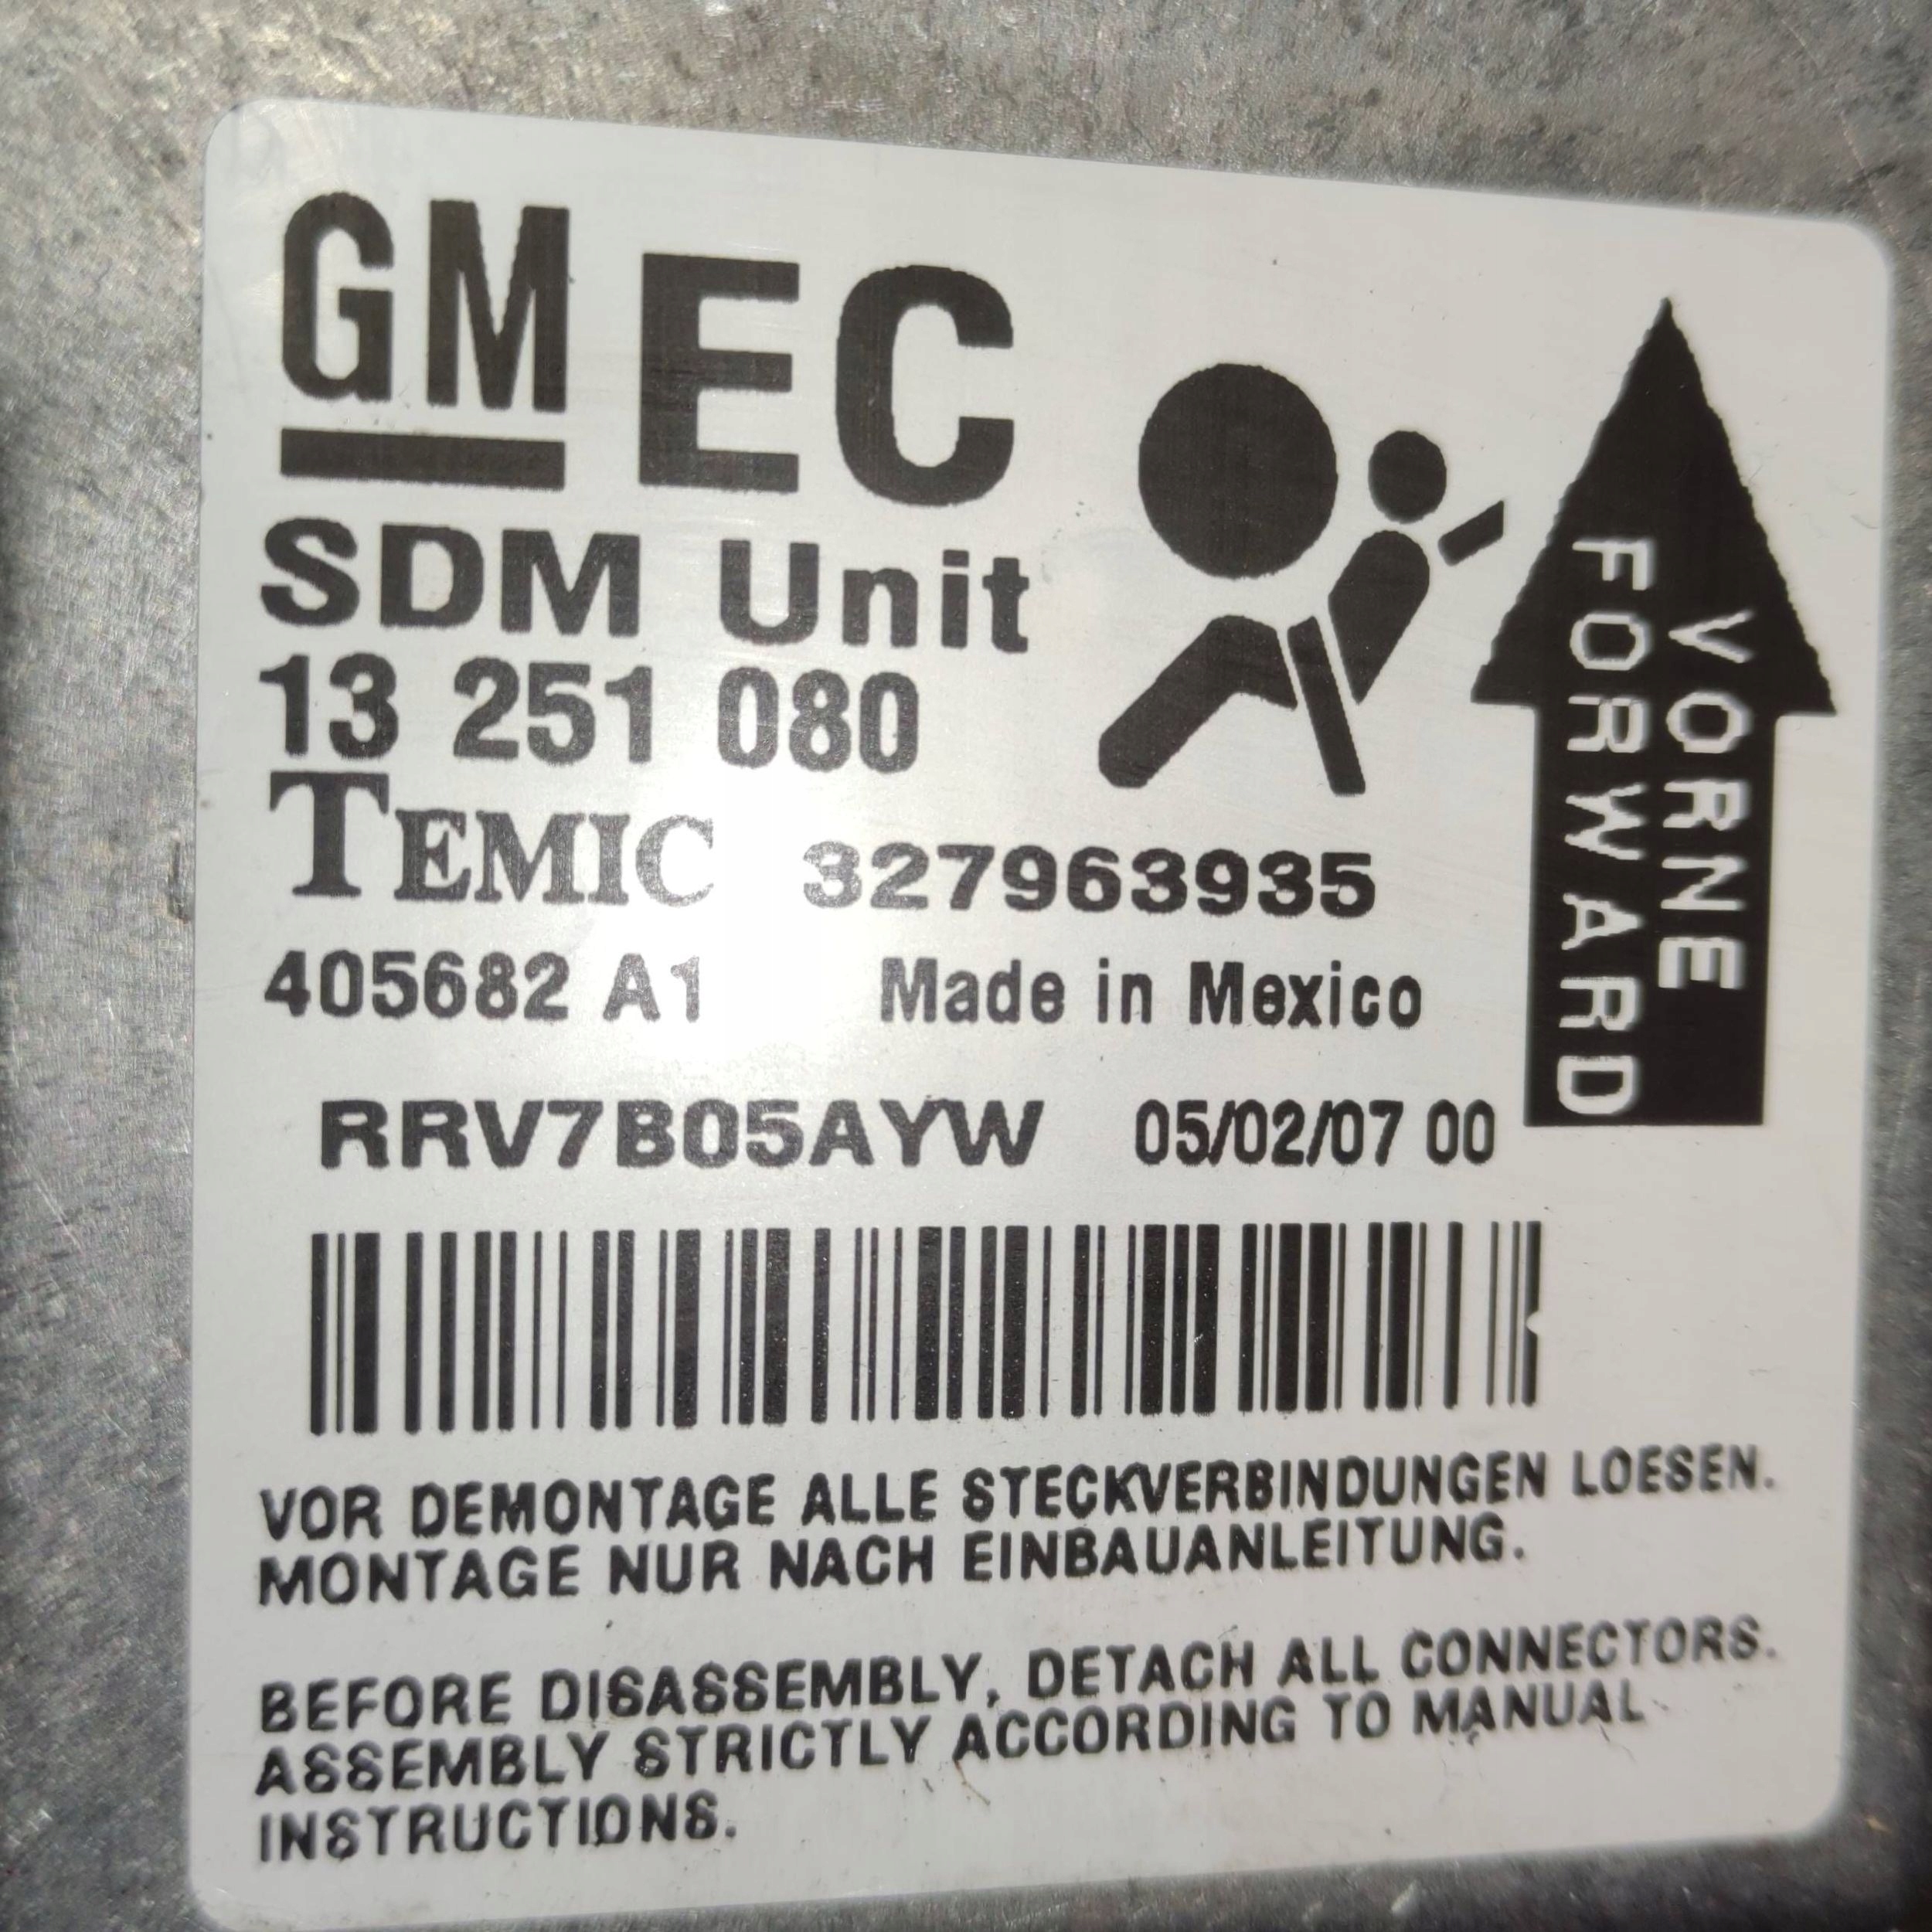 GM EC
SDM Unit
13 251 080
TEMIC 327963935
405682 A1 Made in Mexico
RRV7B05AYW 05/02/07 00
VORNE
FORWARD
VOR DEMONTAGE ALLE STECKVERBINDUNGEN LOESEN.
MONTAGE NUR NACH EINBAUANLEITUNG.
BEFORE DISASSEMBLY, DETACH ALL CONNECTORS.
ASSEMBLY STRICTLY ACCORDING TO MANUAL
INSTRUCTIONS.